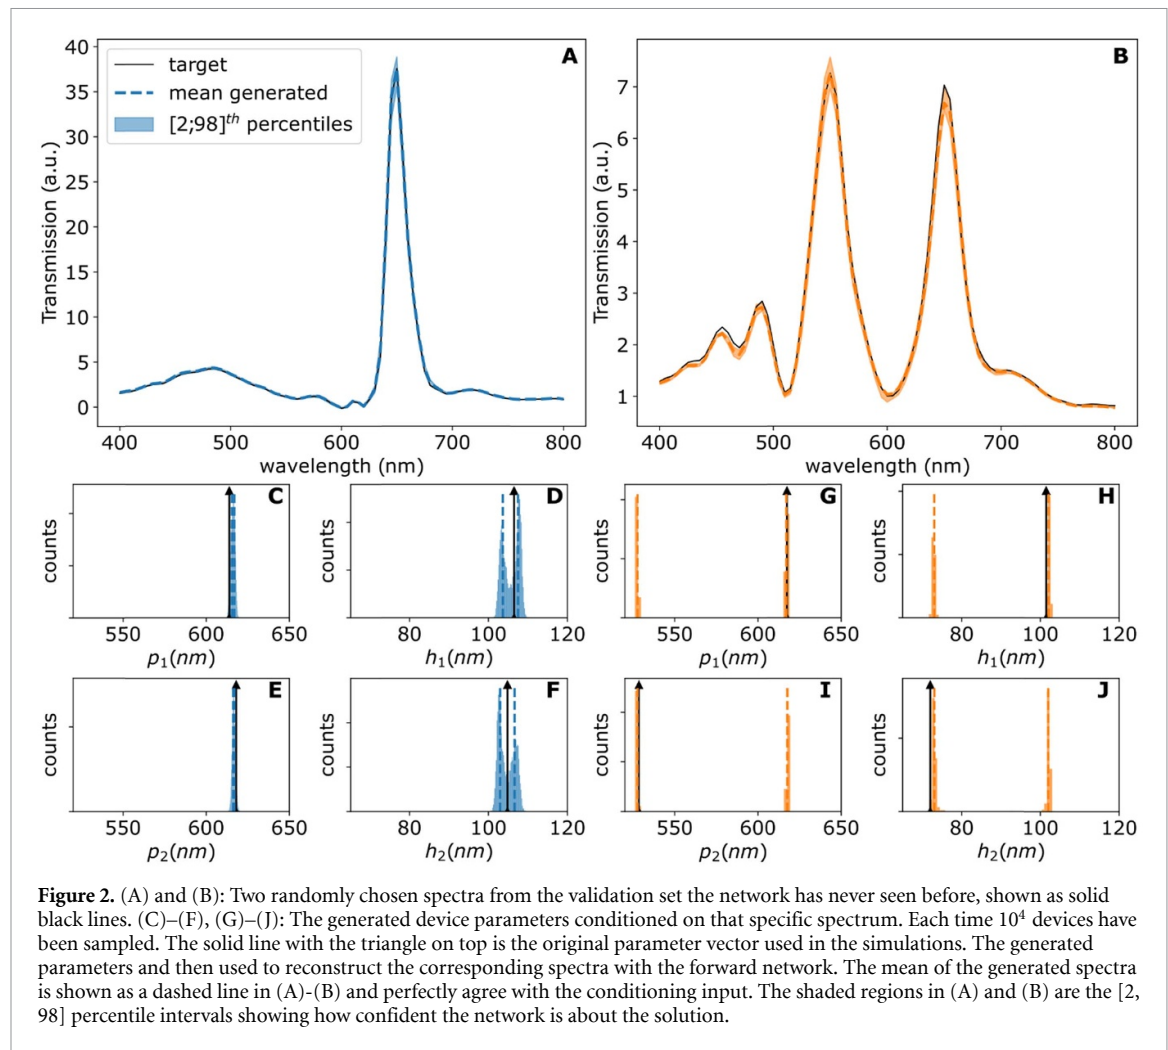 A
target
mean generated
[2;98]^th percentiles
Transmission (a.u.)
40
35
30
25
20
15
10
5
0
400 500 600 700 800
wavelength (nm)
B
Transmission (a.u.)
7
6
5
4
3
2
1
400 500 600 700 800
wavelength (nm)
C
counts
550 600 650
p₁(nm)
D
counts
80 100 120
h₁(nm)
G
counts
550 600 650
p₁(nm)
H
counts
80 100 120
h₁(nm)
E
counts
550 600 650
p₂(nm)
F
counts
80 100 120
h₂(nm)
I
counts
550 600 650
p₂(nm)
J
counts
80 100 120
h₂(nm)
Figure 2. (A) and (B): Two randomly chosen spectra from the validation set the network has never seen before, shown as solid
black lines. (C)–(F), (G)–(J): The generated device parameters conditioned on that specific spectrum. Each time 10⁴ devices have
been sampled. The solid line with the triangle on top is the original parameter vector used in the simulations. The generated
parameters and then used to reconstruct the corresponding spectra with the forward network. The mean of the generated spectra
is shown as a dashed line in (A)-(B) and perfectly agree with the conditioning input. The shaded regions in (A) and (B) are the [2,
98] percentile intervals showing how confident the network is about the solution.